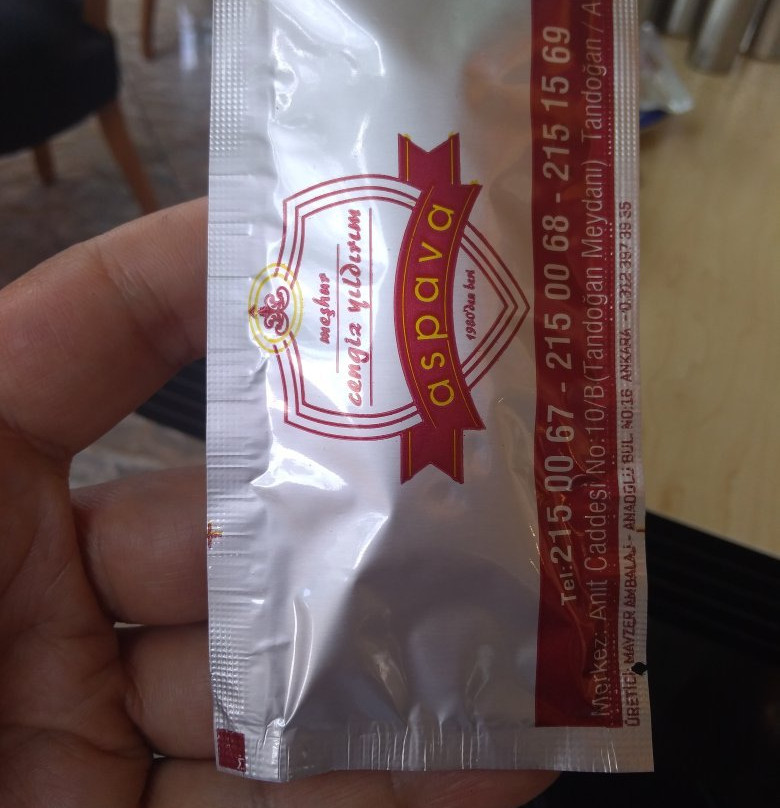 meşhur
cengiz yıldırım
aspava
1980'den beri
Tel:215 00 67 - 215 00 68 - 215 15 69
Merkez: Anıt Caddesi No:10/B(Tandoğan Meydanı) Tandoğan / A
ÜRETİCİ: MAVZER AMBALAJ - ANADOLU BUL. NO:16 ANKARA - 0.312 397 39 35